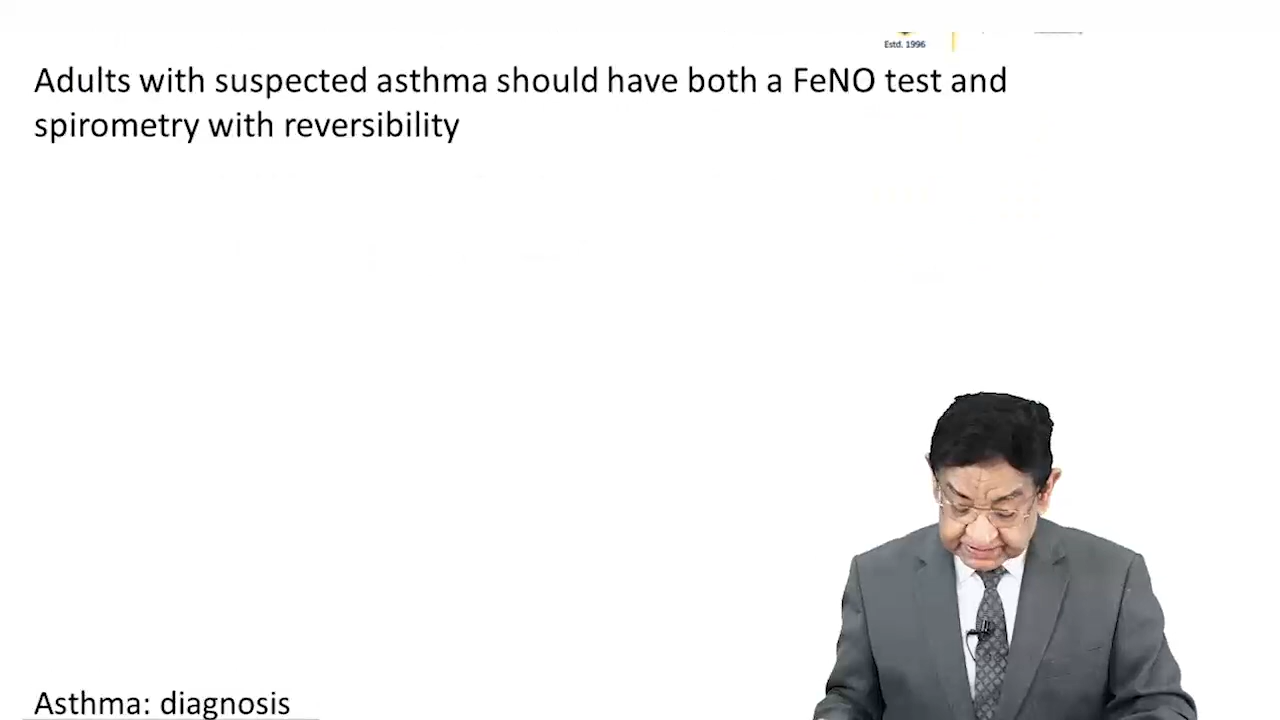 Estd. 1996
Adults with suspected asthma should have both a FeNO test and
spirometry with reversibility
Asthma: diagnosis